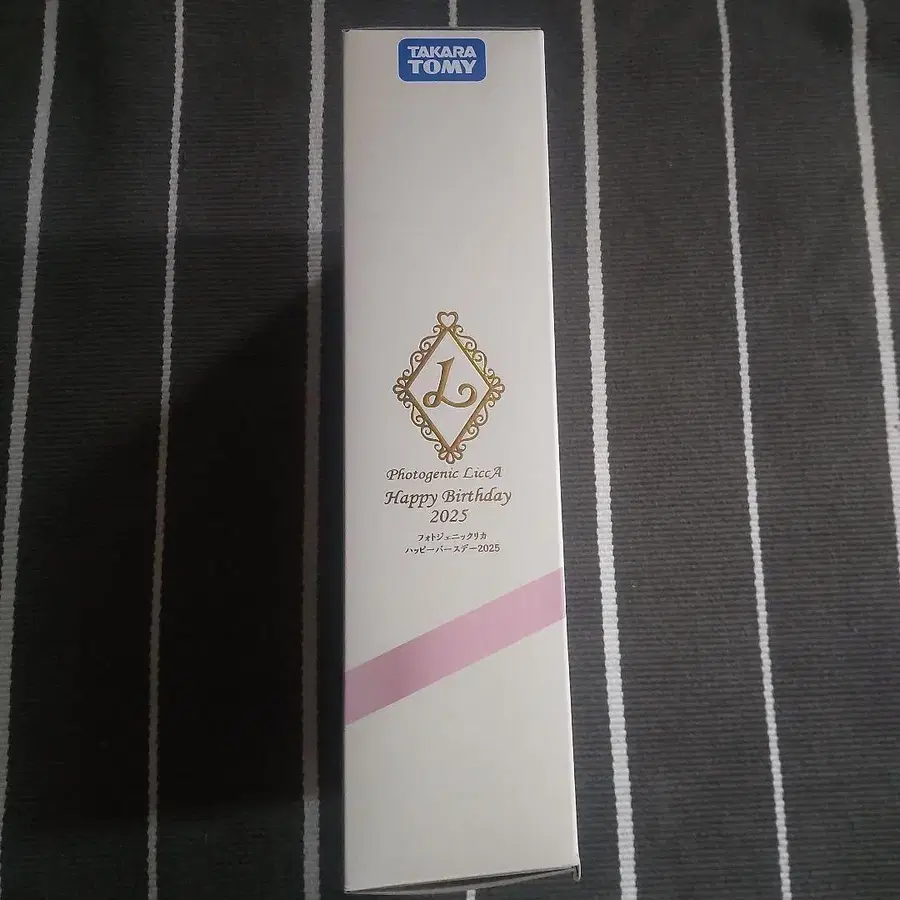 TAKARA
TOMY
L
Photogenic LiccA
Happy Birthday
2025
フォトジェニックリカ
ハッピーバースデー2025